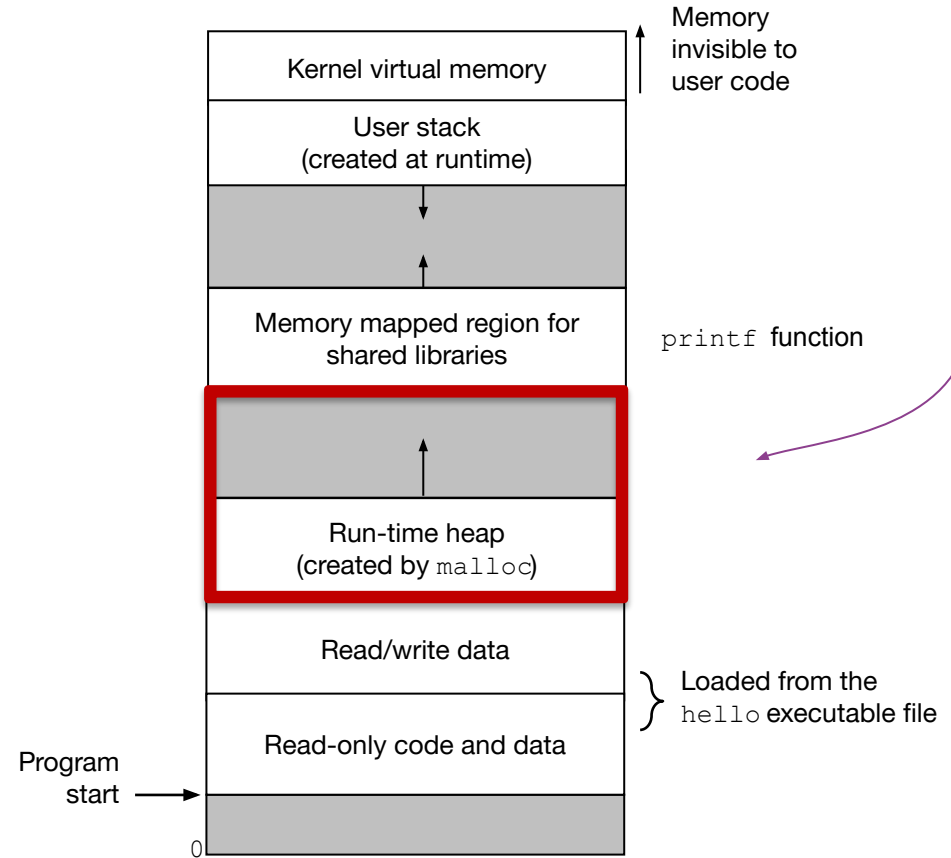 Memory
invisible to
user code
Kernel virtual memory
User stack
(created at runtime)
Memory mapped region for
shared libraries
printf function
Run-time heap
(created by malloc)
Read/write data
Loaded from the
hello executable file
Read-only code and data
Program
start
0